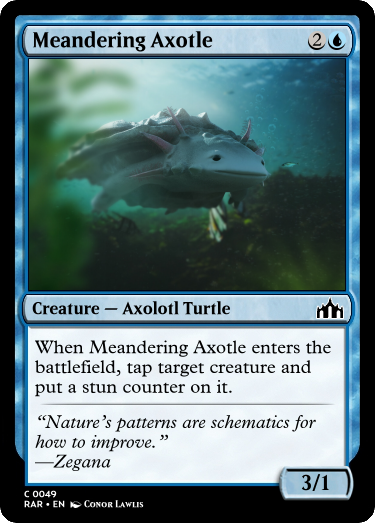 Meandering Axotle 2
Creature — Axolotl Turtle
When Meandering Axotle enters the
battlefield, tap target creature and
put a stun counter on it.
“Nature’s patterns are schematics for
how to improve.”
—Zegana
3/1
C 0049
RAR • EN Conor Lawlis